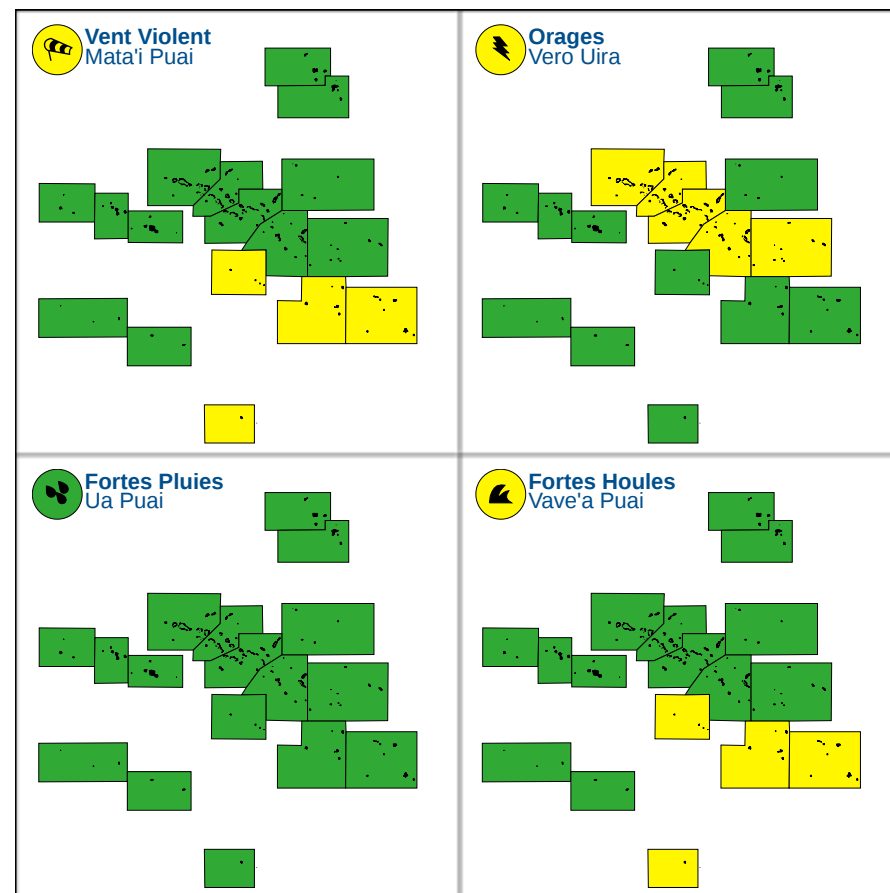 Vent Violent
Mata'i Puai
Orages
Vero Uira
Fortes Pluies
Ua Puai
Fortes Houles
Vave'a Puai